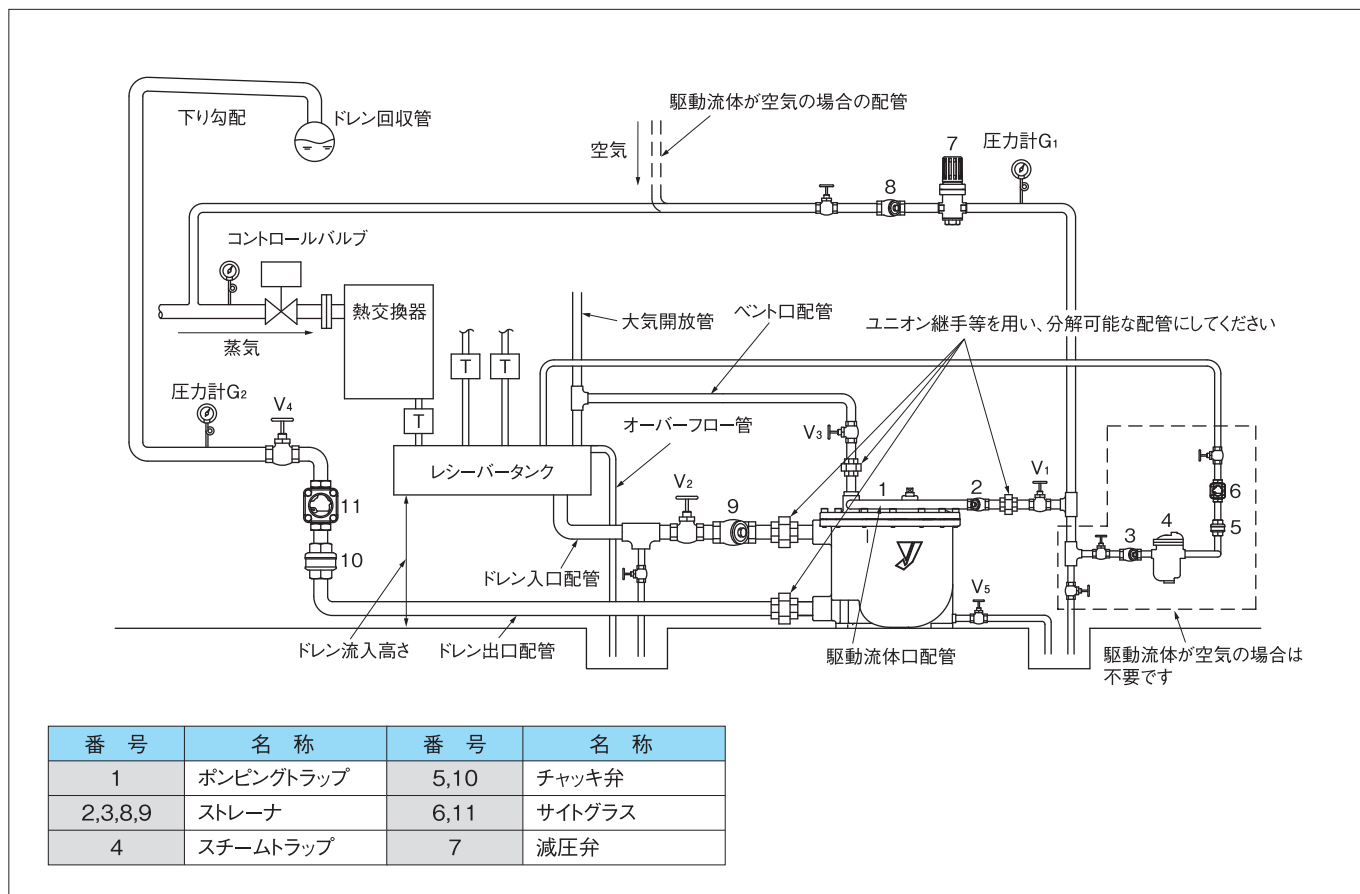 駆動流体が空気の場合の配管
下り勾配
ドレン回収管
空気
7
圧力計G₁
8
コントロールバルブ
熱交換器
大気開放管
ベント口配管
ユニオン継手等を用い、分解可能な配管にしてください
蒸気
T
T
圧力計G₂
V₄
T
オーバーフロー管
V₃
レシーバータンク
V₂
9
1
2
V₁
6
11
4
5
3
10
ドレン入口配管
V₅
ドレン流入高さ
ドレン出口配管
駆動流体口配管
駆動流体が空気の場合は
不要です
番 号 名 称 番 号 名 称
1 ポンピングトラップ 5,10 チャッキ弁
2,3,8,9 ストレーナ 6,11 サイトグラス
4 スチームトラップ 7 減圧弁